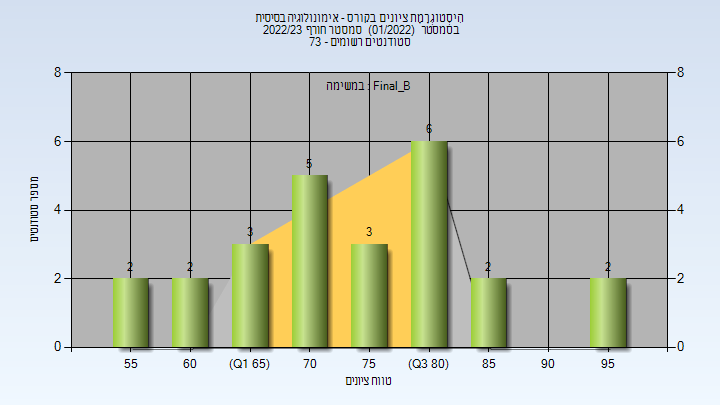 היסטוגרמת ציונים בקורס - אימונולוגיה בסיסית
בסמסטר (01/2022) סמסטר חורף 2022/23
סטודנטים רשומים - 73
במשימה : Final_B
8 8
6 6
4 4
2 2
0 0
2 2 3 5 3 6 2 2
מספר סטודנטים
55 60 (Q1 65) 70 75 (Q3 80) 85 90 95
טווח ציונים